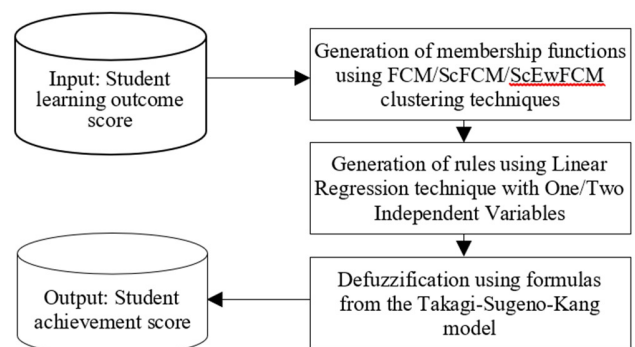 Input: Student
learning outcome
score
Generation of membership functions
using FCM/ScFCM/ScEwFCM
clustering techniques
Generation of rules using Linear
Regression technique with One/Two
Independent Variables
Defuzzification using formulas
from the Takagi-Sugeno-Kang
model
Output: Student
achievement score